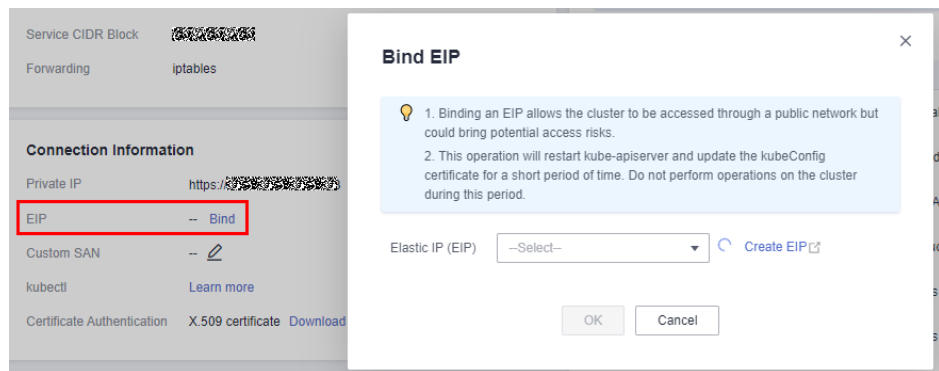 Service CIDR Block
Forwarding iptables
Connection Information
Private IP https:/
EIP -- Bind
Custom SAN --
kubectl Learn more
Certificate Authentication X.509 certificate Download
Bind EIP
1. Binding an EIP allows the cluster to be accessed through a public network but
could bring potential access risks.
2. This operation will restart kube-apiserver and update the kubeConfig
certificate for a short period of time. Do not perform operations on the cluster
during this period.
Elastic IP (EIP) --Select-- Create EIP
OK Cancel